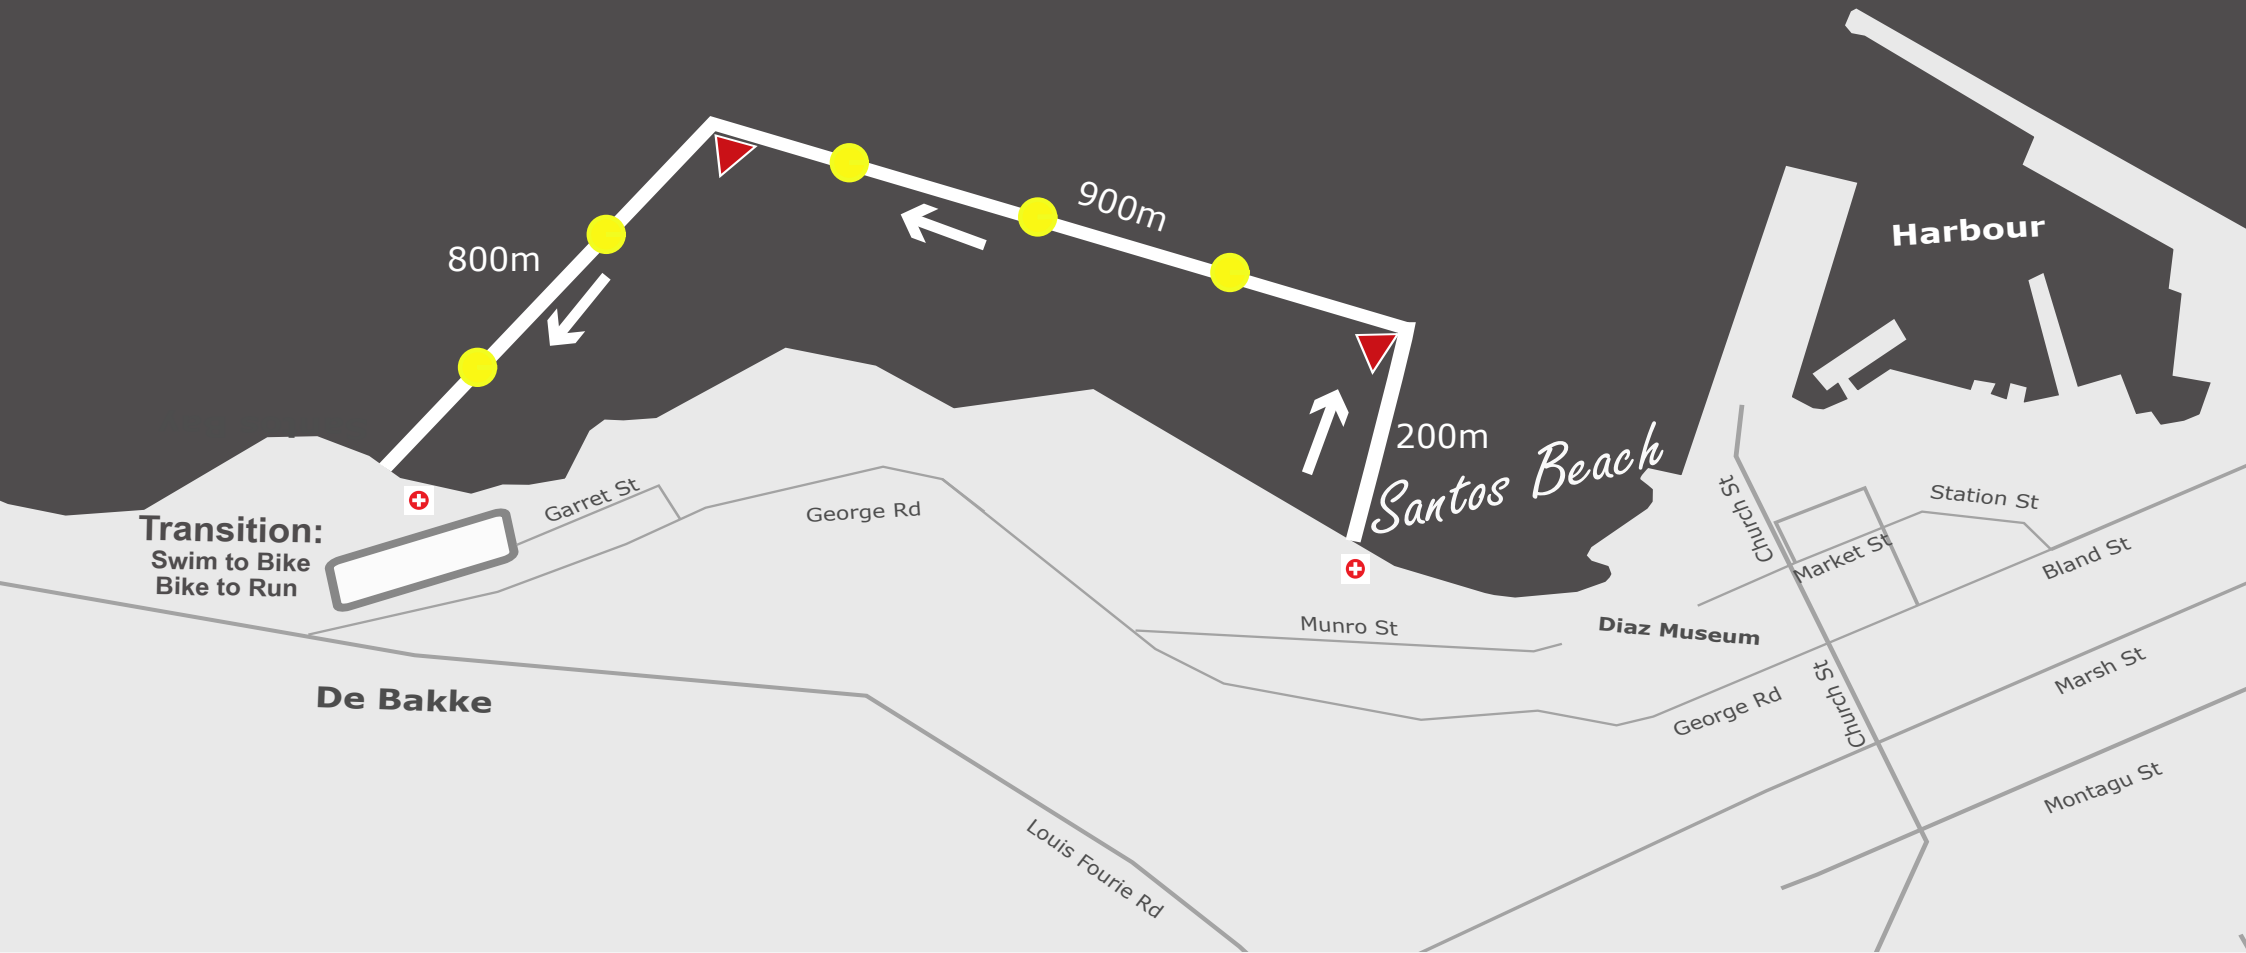 900m
Harbour
800m
200m
Santos Beach
Garret St
George Rd
Transition:
Swim to Bike
Bike to Run
Church St
Station St
Market St
Bland St
Munro St
Diaz Museum
De Bakke
George Rd
Church St
Marsh St
Montagu St
Louis Fourie Rd